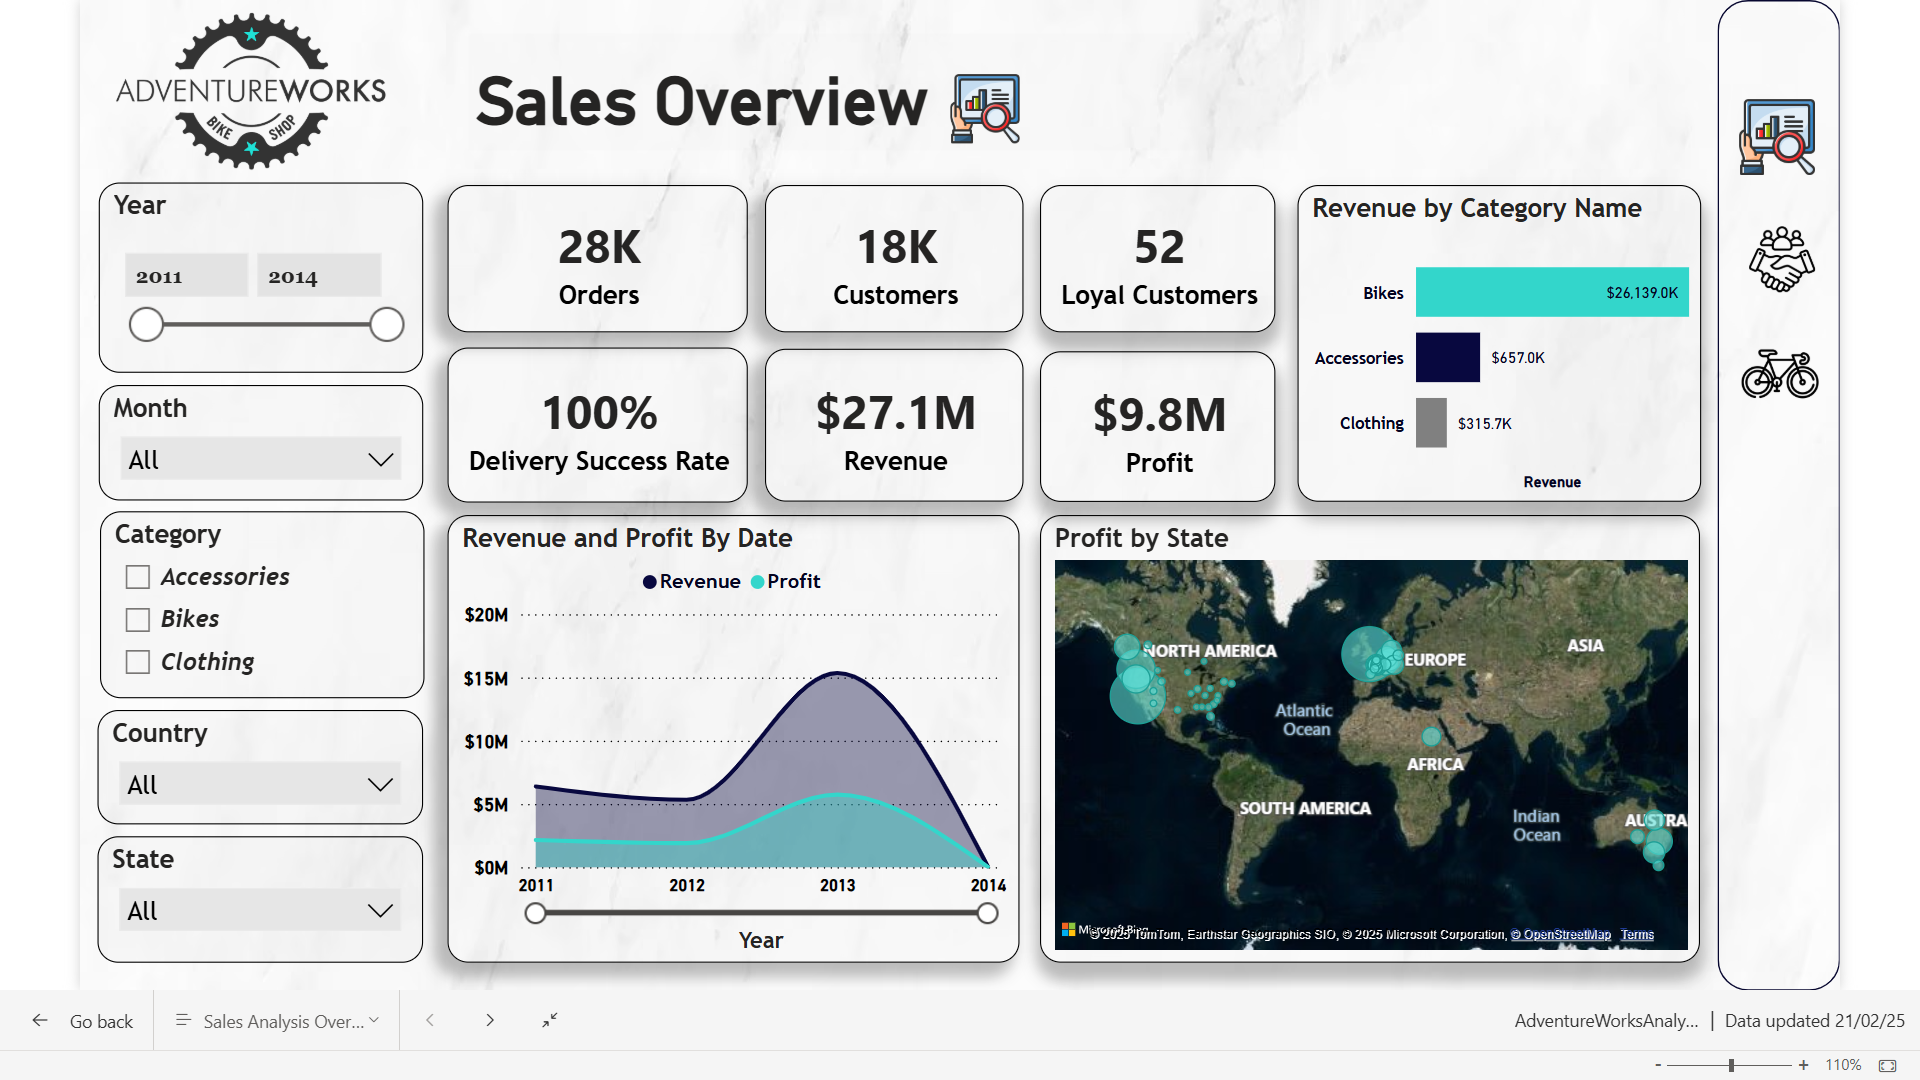 ADVENTUREWORKS
BIKE SHOP
Sales Overview
Year
2011 2014
Month
All
Category
Accessories
Bikes
Clothing
Country
All
State
All
28K
Orders
18K
Customers
52
Loyal Customers
100%
Delivery Success Rate
$27.1M
Revenue
$9.8M
Profit
Revenue by Category Name
Bikes $26,139.0K
Accessories $657.0K
Clothing $315.7K
Revenue
Revenue and Profit By Date
Revenue Profit
$20M
$15M
$10M
$5M
$0M
2011 2012 2013 2014
Year
Profit by State
NORTH AMERICA
EUROPE
ASIA
Atlantic
Ocean
AFRICA
SOUTH AMERICA
Indian
Ocean
AUSTRA
© 2025 TomTom, Earthstar Geographics SIO, © 2025 Microsoft Corporation, © OpenStreetMap Terms
Go back
Sales Analysis Over...
AdventureWorksAnaly... | Data updated 21/02/25
- + 110%